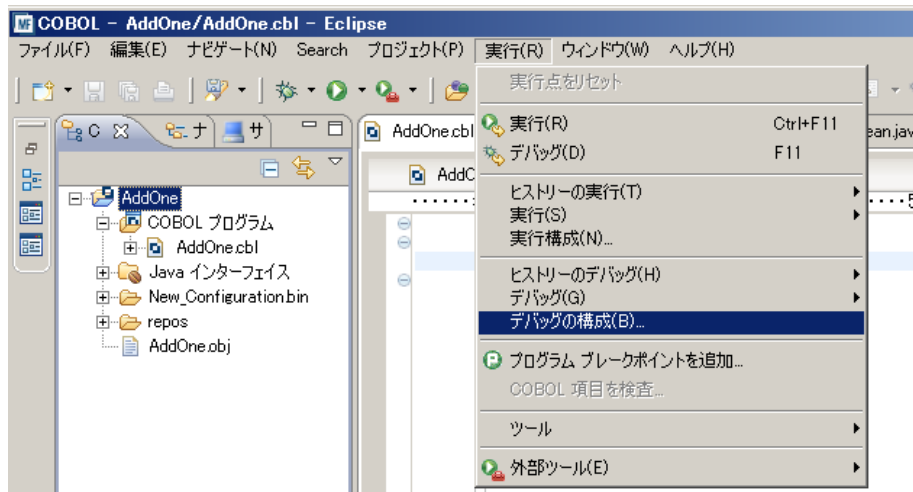 COBOL - AddOne/AddOne.cbl - Eclipse
ファイル(F) 編集(E) ナビゲート(N) Search プロジェクト(P) 実行(R) ウィンドウ(W) ヘルプ(H)
実行点をリセット
実行(R) Ctrl+F11
デバッグ(D) F11
ヒストリーの実行(T)
実行(S)
実行構成(N)...
ヒストリーのデバッグ(H)
デバッグ(G)
デバッグの構成(B)...
プログラム ブレークポイントを追加...
COBOL 項目を検査...
ツール
外部ツール(E)
C ナ サ
AddOne.cbl
ean.jav
AddC
AddOne
COBOL プログラム
AddOne.cbl
Java インターフェイス
New_Configuration.bin
repos
AddOne.obj